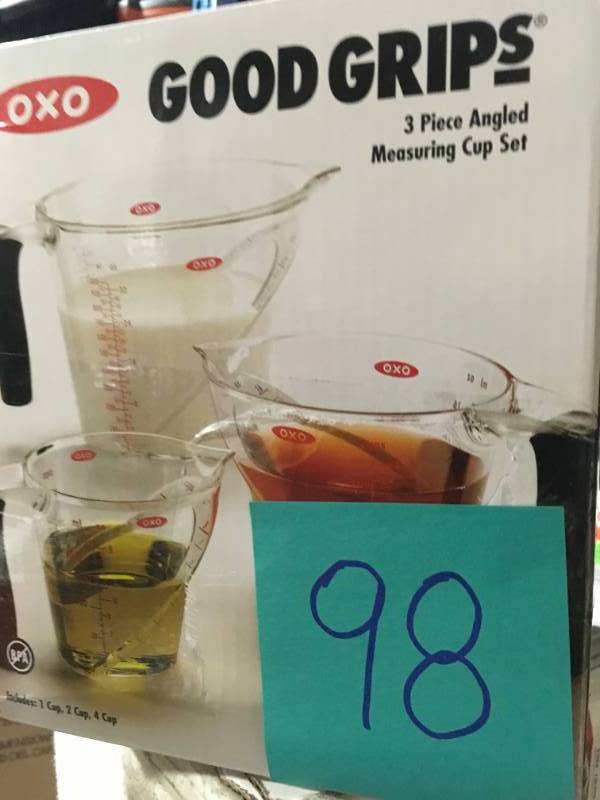 OXO
GOOD GRIPS®
3 Piece Angled
Measuring Cup Set
OXO
OXO
OXO
OXO
OXO
OXO
98
BPA
Includes: 1 Cup, 2 Cup, 4 Cup